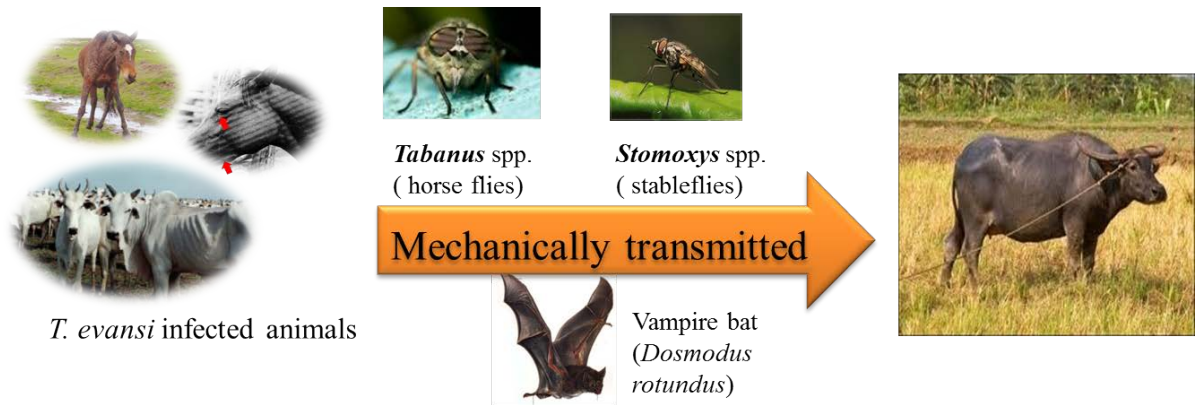 Tabanus spp.
( horse flies)
Stomoxys spp.
( stableflies)
Mechanically transmitted
T. evansi infected animals
Vampire bat
(Dosmodus
rotundus)